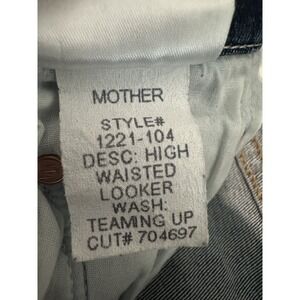 MOTHER
STYLE#
1221-104
DESC: HIGH
WAISTED
LOOKER
WASH:
TEAMING UP
CUT# 704697